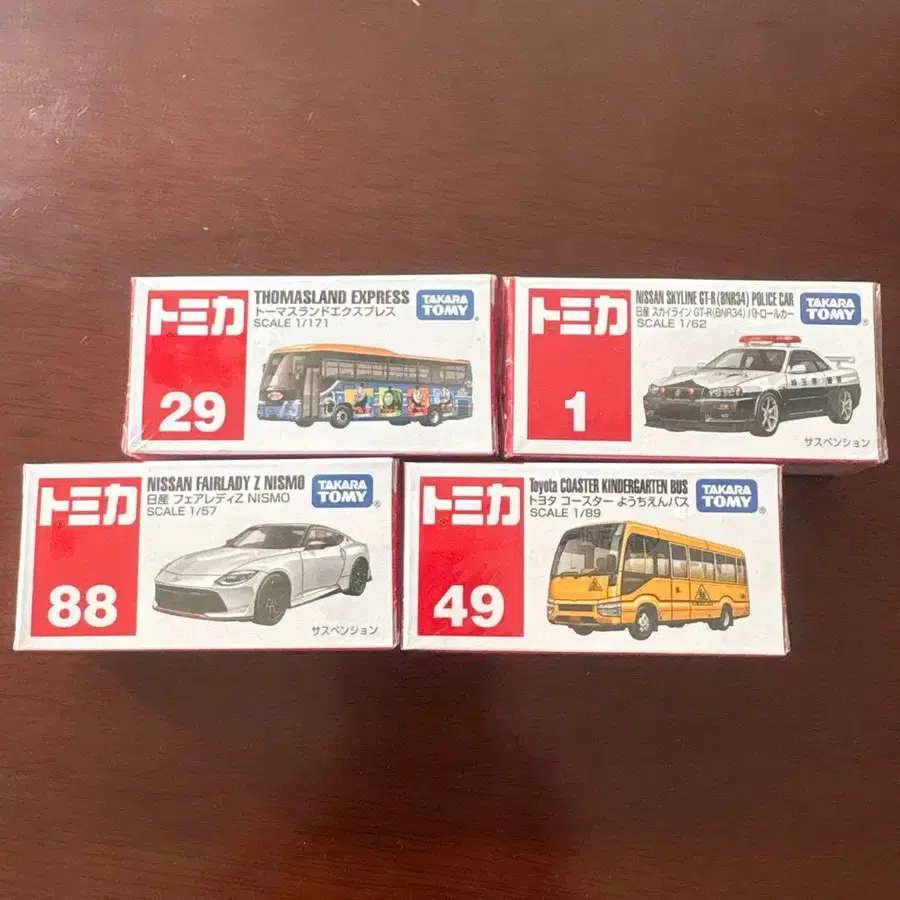 トミカ
29
THOMASLAND EXPRESS
トーマスランドエクスプレス
SCALE 1/171
TAKARA
TOMY
トミカ
1
NISSAN SKYLINE GT-R (BNR34) POLICE CAR
日産 スカイライン GT-R (BNR34) パトロールカー
SCALE 1/62
TAKARA
TOMY
埼玉県警察
サスペンション
トミカ
88
NISSAN FAIRLADY Z NISMO
日産 フェアレディZ NISMO
SCALE 1/57
TAKARA
TOMY
サスペンション
トミカ
49
Toyota COASTER KINDERGARTEN BUS
トヨタ コースター ようちえんバス
SCALE 1/89
TAKARA
TOMY